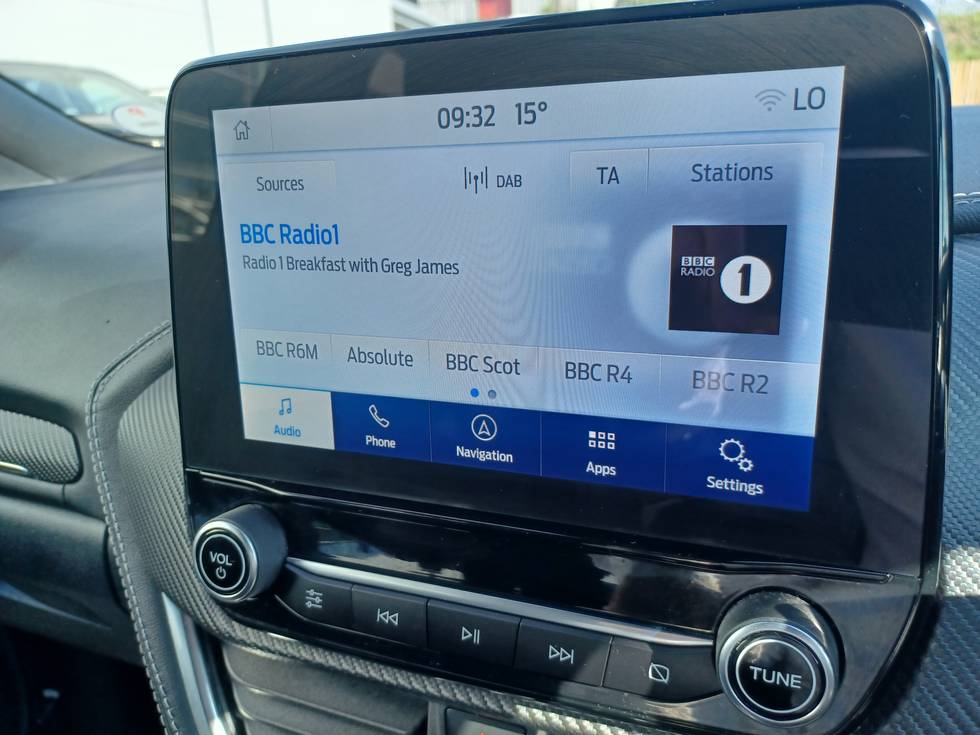 09:32 15° LO
Sources DAB TA Stations
BBC Radio1
Radio 1 Breakfast with Greg James
BBC
RADIO 1
BBC R6M Absolute BBC Scot BBC R4 BBC R2
Audio Phone Navigation Apps Settings
VOL
TUNE